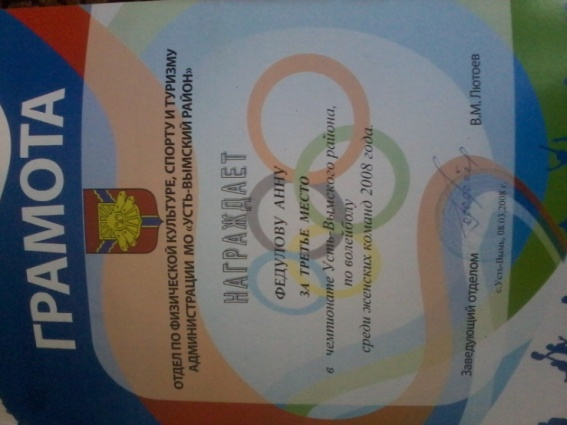 ГРАМОТА
ОТДЕЛ ПО ФИЗИЧЕСКОЙ КУЛЬТУРЕ, СПОРТУ И ТУРИЗМУ
АДМИНИСТРАЦИИ МО «УСТЬ-ВЫМСКИЙ РАЙОН»
НАГРАЖДАЕТ
ФЕДУЛОВУ АННУ
ЗА ТРЕТЬЕ МЕСТО
в чемпионате Усть-Вымского района,
по волейболу
среди женских команд 2008 года.
Заведующий отделом В.М. Лютоев
с.Усть-Вымь, 08.03.2008 г.